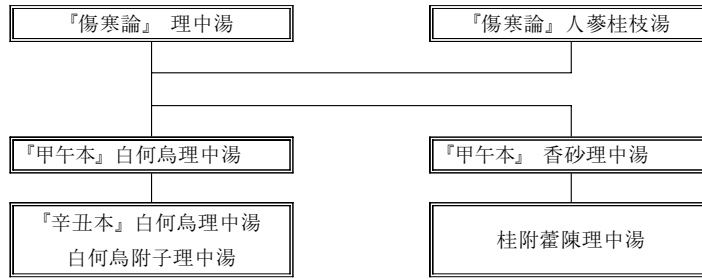 『傷寒論』 理中湯
『傷寒論』人蔘桂枝湯
『甲午本』白何烏理中湯
『甲午本』 香砂理中湯
『辛丑本』白何烏理中湯
白何烏附子理中湯
桂附藿陳理中湯